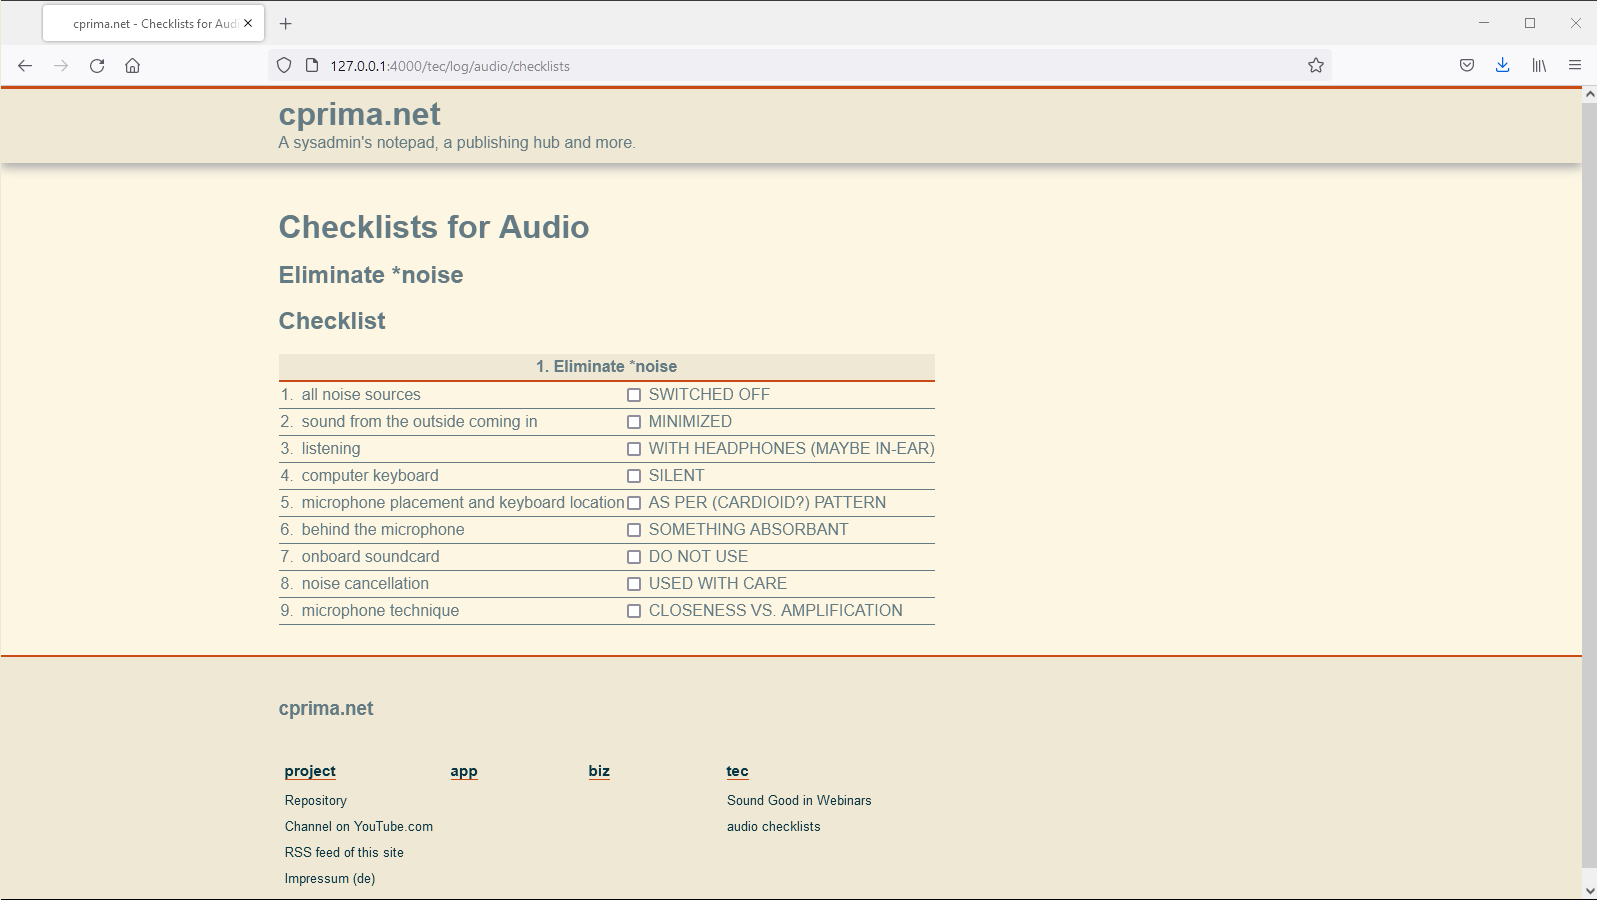 cprima.net - Checklists for Aud
127.0.0.1:4000/tec/log/audio/checklists
cprima.net
A sysadmin's notepad, a publishing hub and more.
Checklists for Audio
Eliminate *noise
Checklist
1. Eliminate *noise
1. all noise sources SWITCHED OFF
2. sound from the outside coming in MINIMIZED
3. listening WITH HEADPHONES (MAYBE IN-EAR)
4. computer keyboard SILENT
5. microphone placement and keyboard location AS PER (CARDIOID?) PATTERN
6. behind the microphone SOMETHING ABSORBANT
7. onboard soundcard DO NOT USE
8. noise cancellation USED WITH CARE
9. microphone technique CLOSENESS VS. AMPLIFICATION
cprima.net
project app biz tec
Repository Sound Good in Webinars
Channel on YouTube.com audio checklists
RSS feed of this site
Impressum (de)